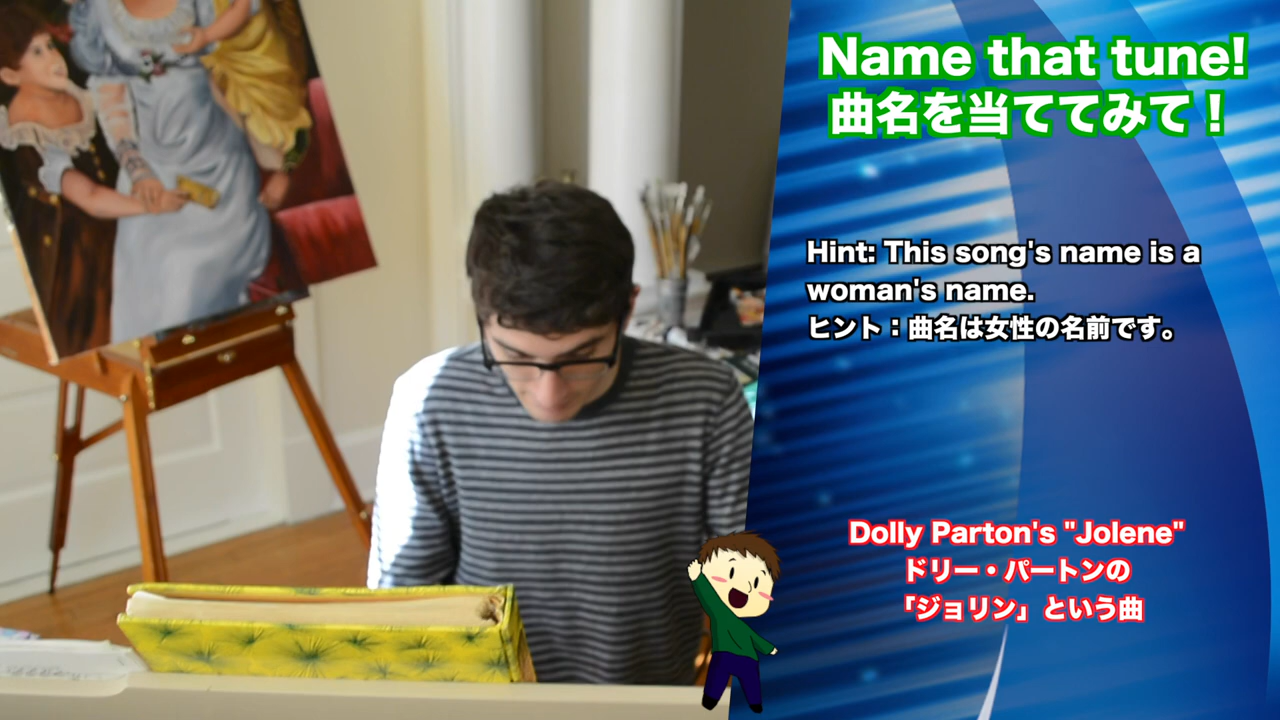 Name that tune!
曲名を当ててみて！
Hint: This song's name is a
woman's name.
ヒント：曲名は女性の名前です。
Dolly Parton's "Jolene"
ドリー・パートンの
「ジョリン」という曲